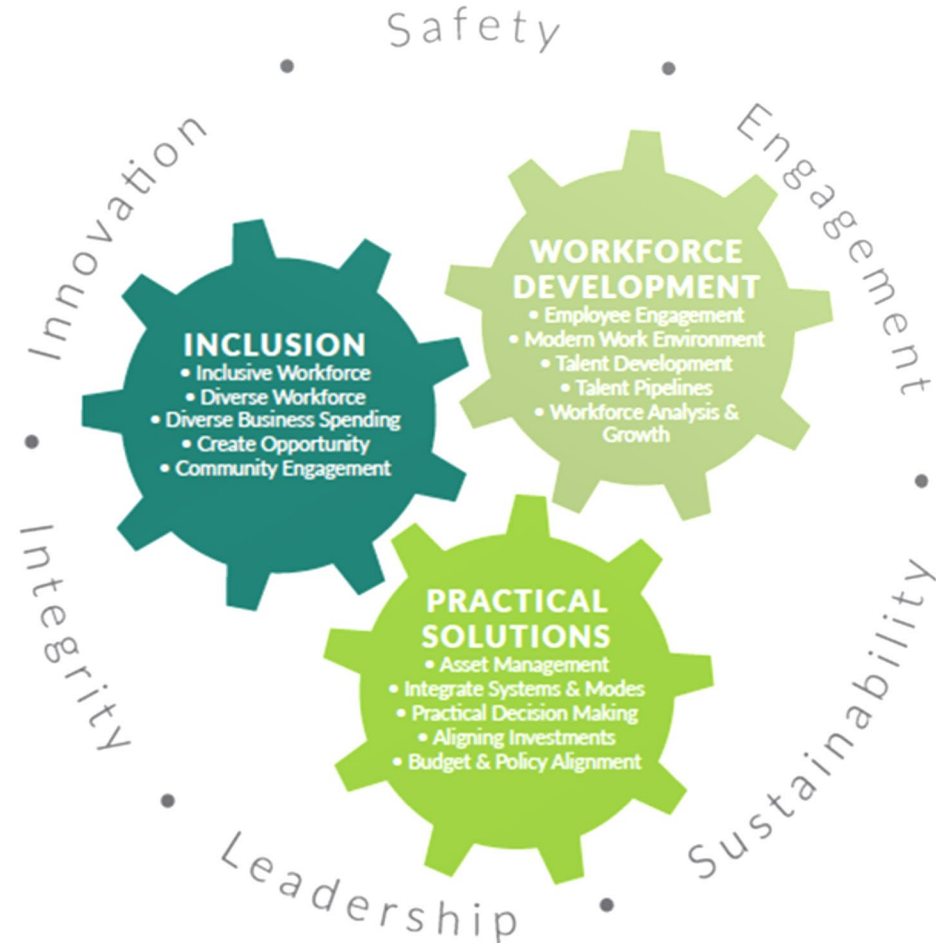 Safety
Engagement
Sustainability
Leadership
Integrity
Innovation
INCLUSION
• Inclusive Workforce
• Diverse Workforce
• Diverse Business Spending
• Create Opportunity
• Community Engagement
WORKFORCE
DEVELOPMENT
• Employee Engagement
• Modern Work Environment
• Talent Development
• Talent Pipelines
• Workforce Analysis &
Growth
PRACTICAL
SOLUTIONS
• Asset Management
• Integrate Systems & Modes
• Practical Decision Making
• Aligning Investments
• Budget & Policy Alignment